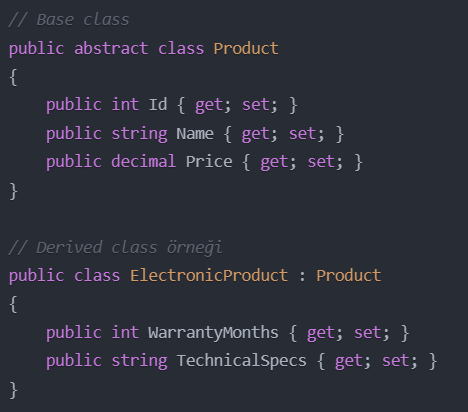 // Base class
public abstract class Product
{
    public int Id { get; set; }
    public string Name { get; set; }
    public decimal Price { get; set; }
}

// Derived class örneği
public class ElectronicProduct : Product
{
    public int WarrantyMonths { get; set; }
    public string TechnicalSpecs { get; set; }
}